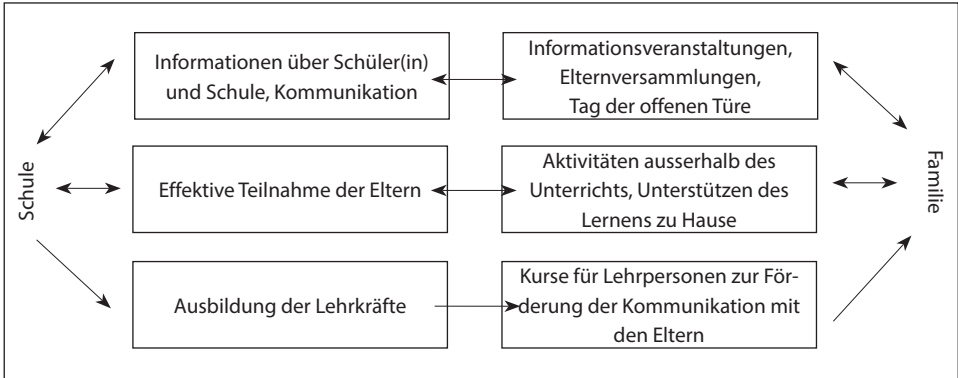 Schule
Informationen über Schüler(in)
und Schule, Kommunikation
Informationsveranstaltungen,
Elternversammlungen,
Tag der offenen Türe
Effektive Teilnahme der Eltern
Aktivitäten ausserhalb des
Unterrichts, Unterstützen des
Lernens zu Hause
Ausbildung der Lehrkräfte
Kurse für Lehrpersonen zur För-
derung der Kommunikation mit
den Eltern
Familie